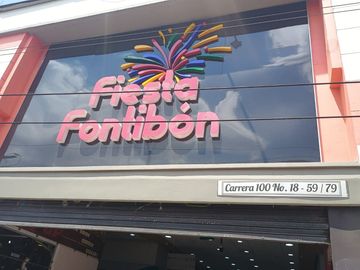 Fiesta
Fontibón
Carrera 100 No. 18 - 59 / 79